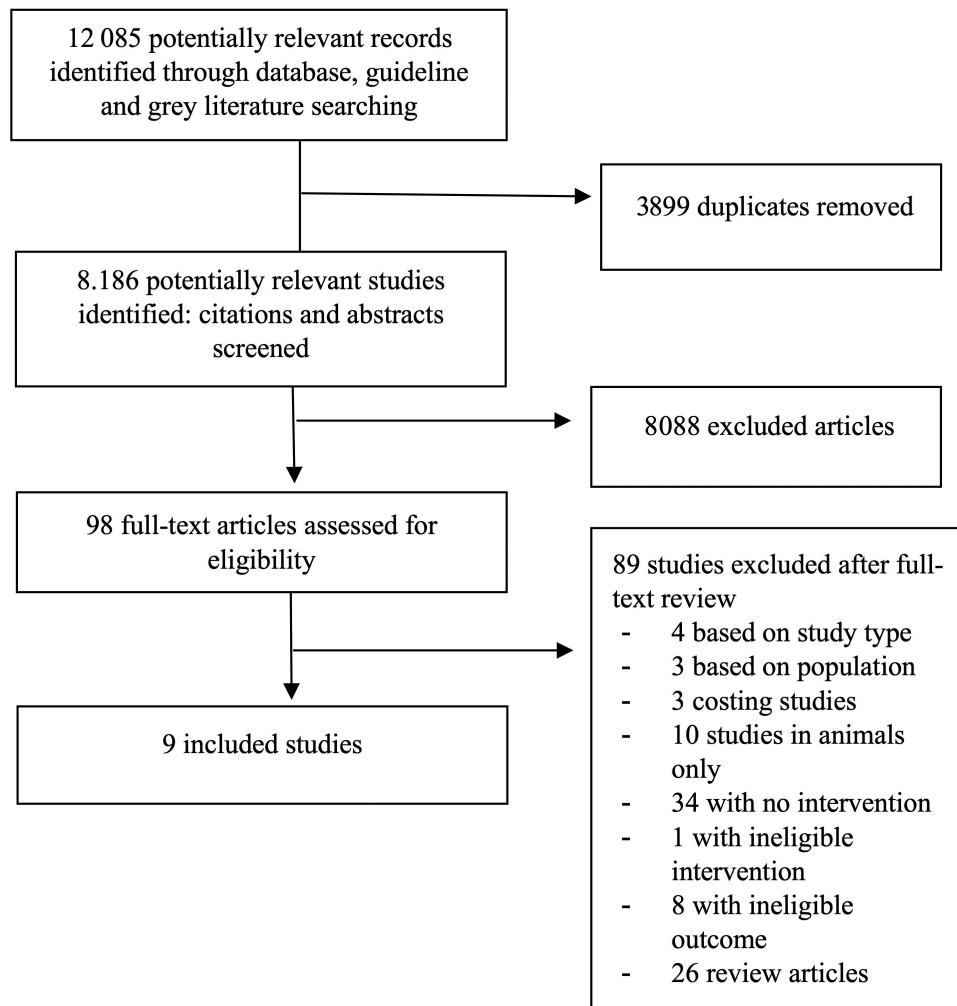 12 085 potentially relevant records
identified through database, guideline
and grey literature searching
3899 duplicates removed
8.186 potentially relevant studies
identified: citations and abstracts
screened
8088 excluded articles
98 full-text articles assessed for
eligibility
89 studies excluded after full-
text review
- 4 based on study type
- 3 based on population
- 3 costing studies
- 10 studies in animals
only
- 34 with no intervention
- 1 with ineligible
intervention
- 8 with ineligible
outcome
- 26 review articles
9 included studies